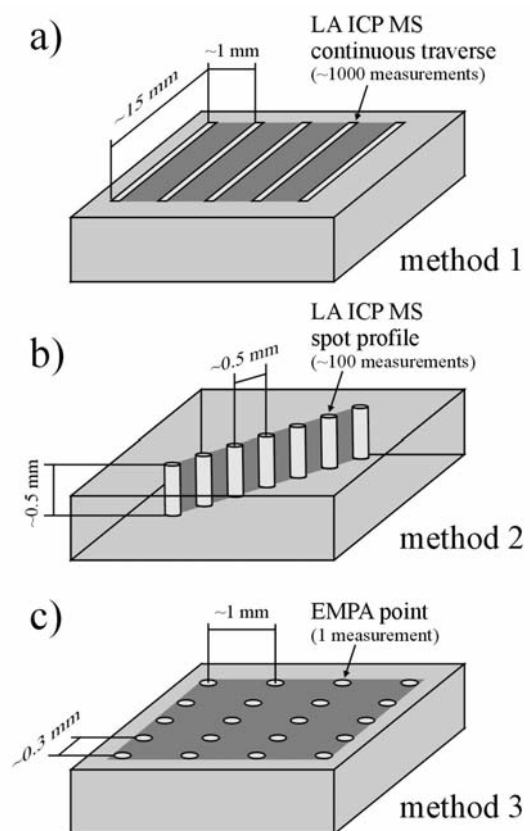 a)
~1 mm
LA ICP MS
continuous traverse
(~1000 measurements)
~15 mm
method 1
b)
~0.5 mm
LA ICP MS
spot profile
(~100 measurements)
~0.5 mm
method 2
c)
~1 mm
EMPA point
(1 measurement)
~0.3 mm
method 3